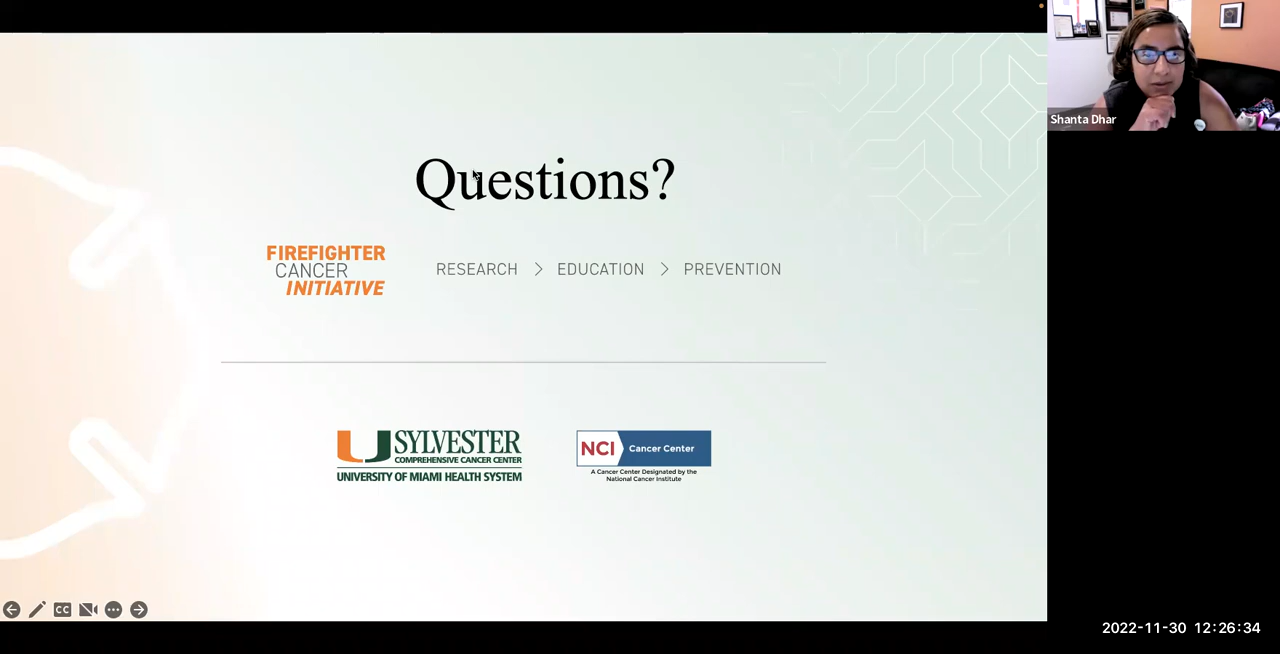 Questions?
FIREFIGHTER
CANCER
INITIATIVE
RESEARCH > EDUCATION > PREVENTION
U SYLVESTER
COMPREHENSIVE CANCER CENTER
UNIVERSITY OF MIAMI HEALTH SYSTEM
NCI Cancer Center
A Cancer Center Designated by the
National Cancer Institute
Shanta Dhar
CC
2022-11-30 12:26:34